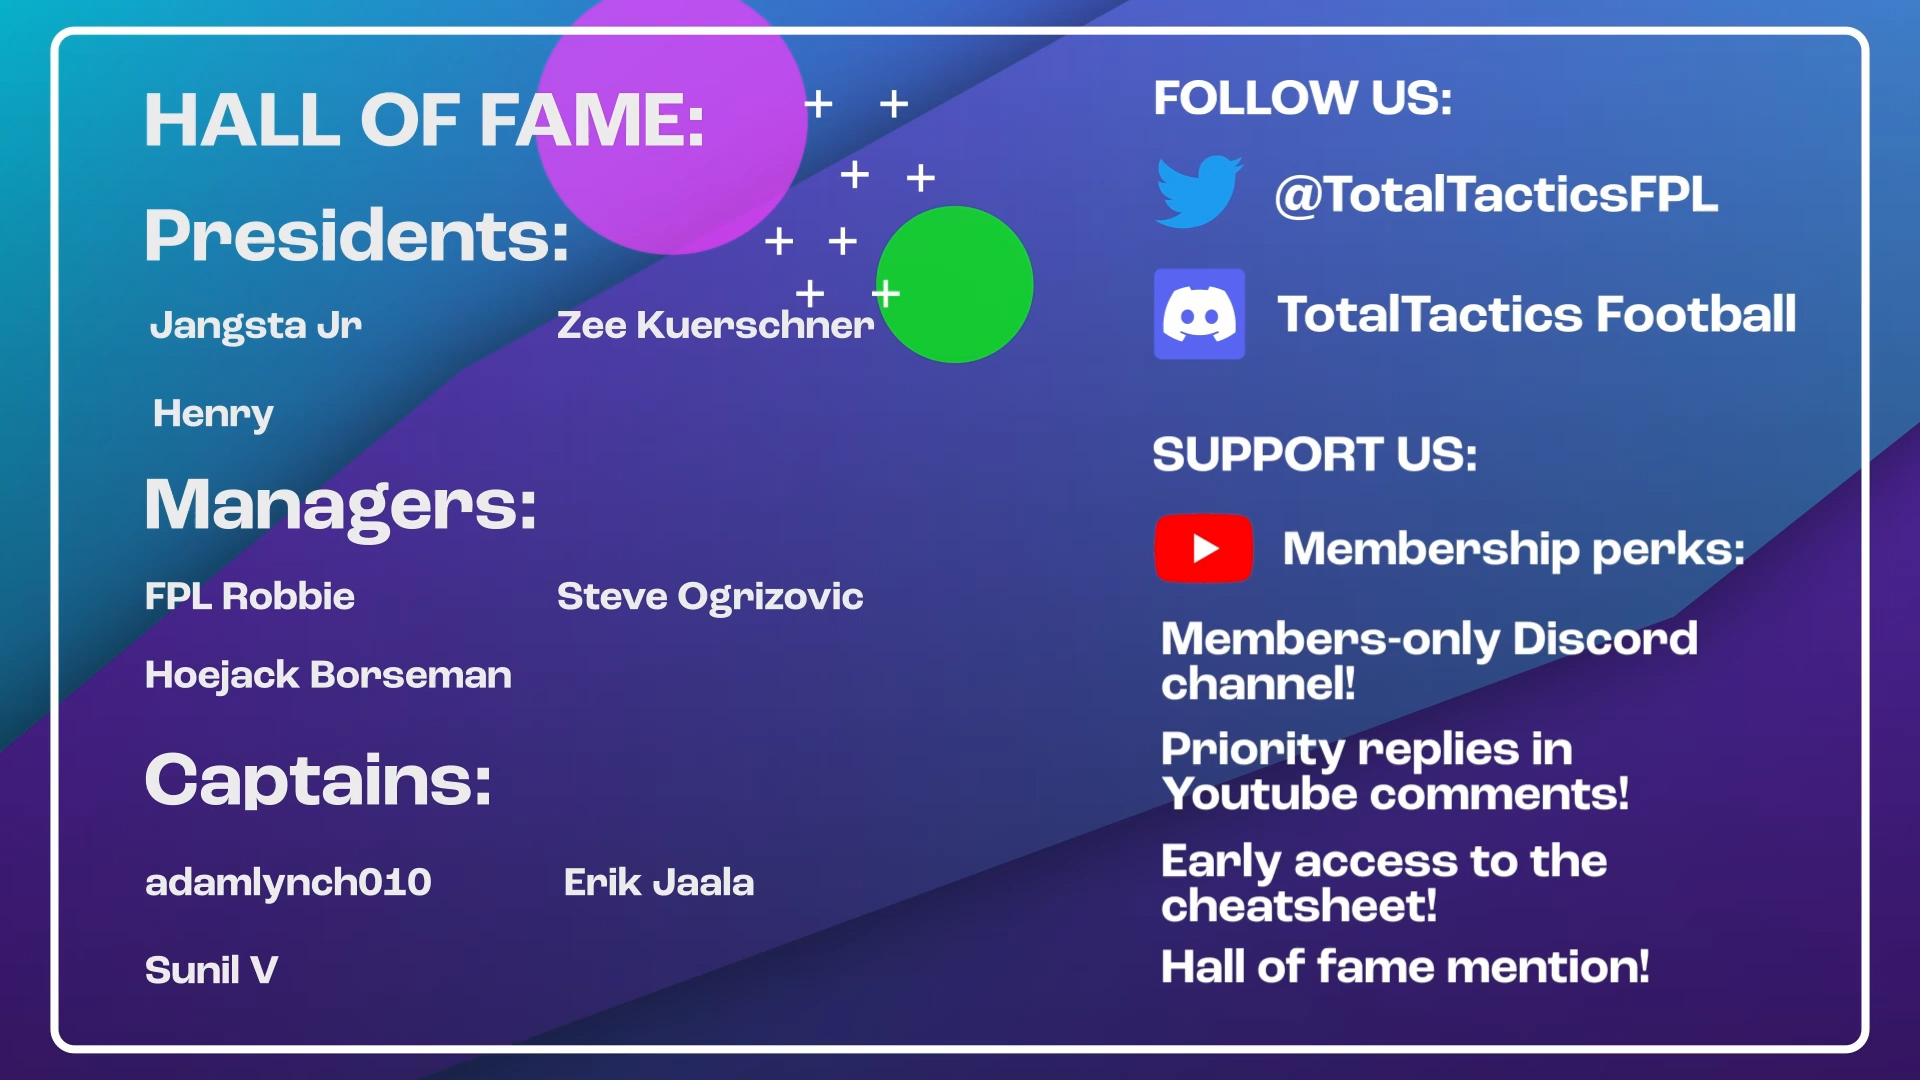 HALL OF FAME:
Presidents:
Jangsta Jr
Zee Kuerschner
Henry
Managers:
FPL Robbie
Steve Ogrizovic
Hoejack Borseman
Captains:
adamlynch010
Erik Jaala
Sunil V
FOLLOW US:
@TotalTacticsFPL
TotalTactics Football
SUPPORT US:
Membership perks:
Members-only Discord
channel!
Priority replies in
Youtube comments!
Early access to the
cheatsheet!
Hall of fame mention!